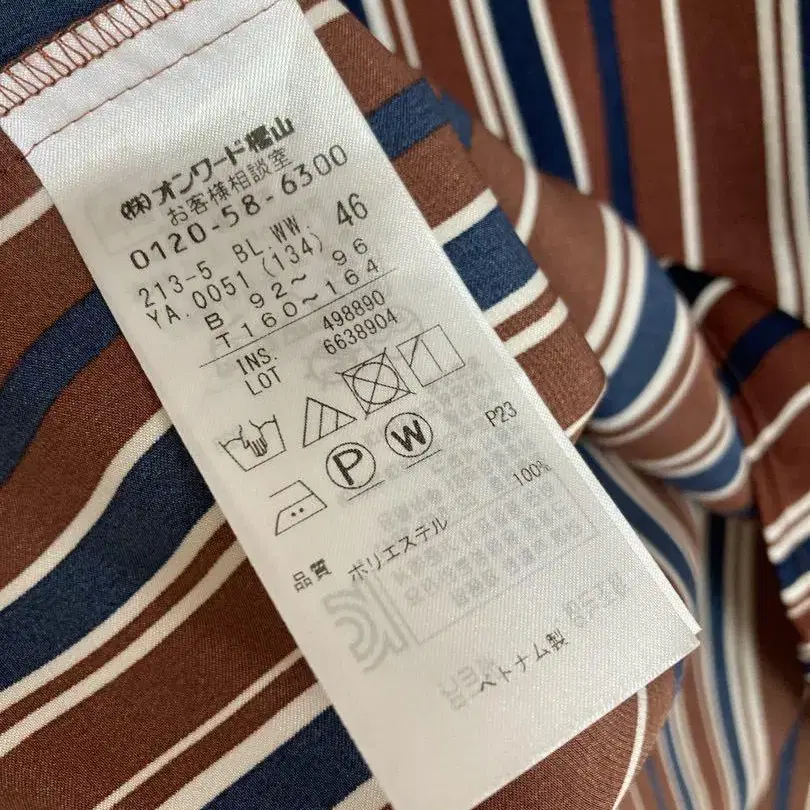 ㈱オンワード樫山
お客様相談室
0120-58-6300
213-5 BL.WW. 46
YA.0051 (134)
B 92～ 96
T160～164
INS. 498890
LOT 6638904
P W P23
品質 ポリエステル 100%
ベトナム製